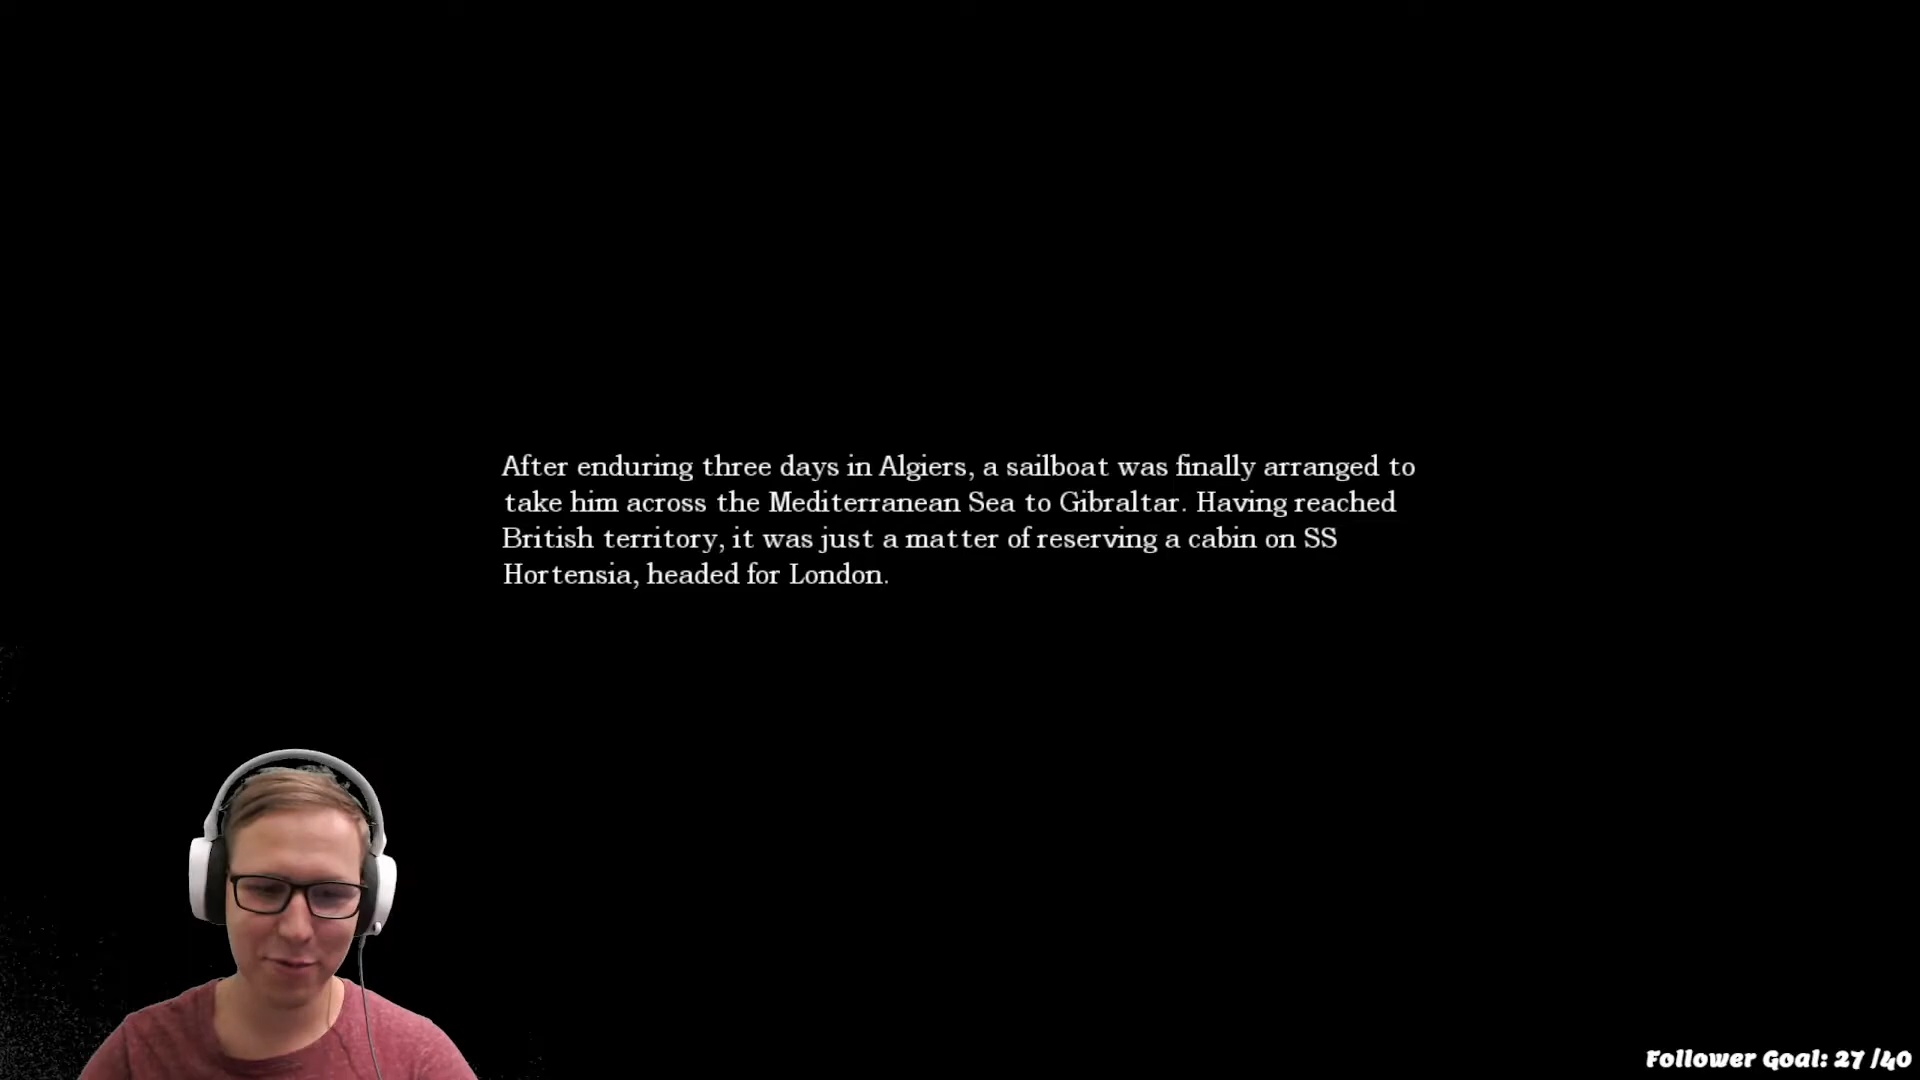 After enduring three days in Algiers, a sailboat was finally arranged to
take him across the Mediterranean Sea to Gibraltar. Having reached
British territory, it was just a matter of reserving a cabin on SS
Hortensia, headed for London.
Follower Goal: 27 /40